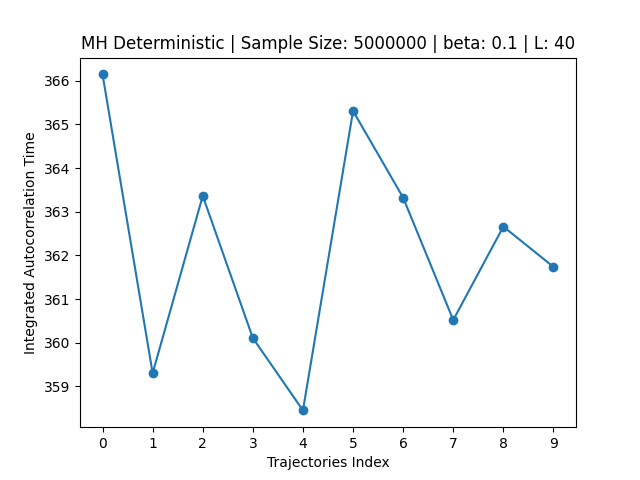 MH Deterministic | Sample Size: 5000000 | beta: 0.1 | L: 40
Integrated Autocorrelation Time
366
365
364
363
362
361
360
359
0 1 2 3 4 5 6 7 8 9
Trajectories Index